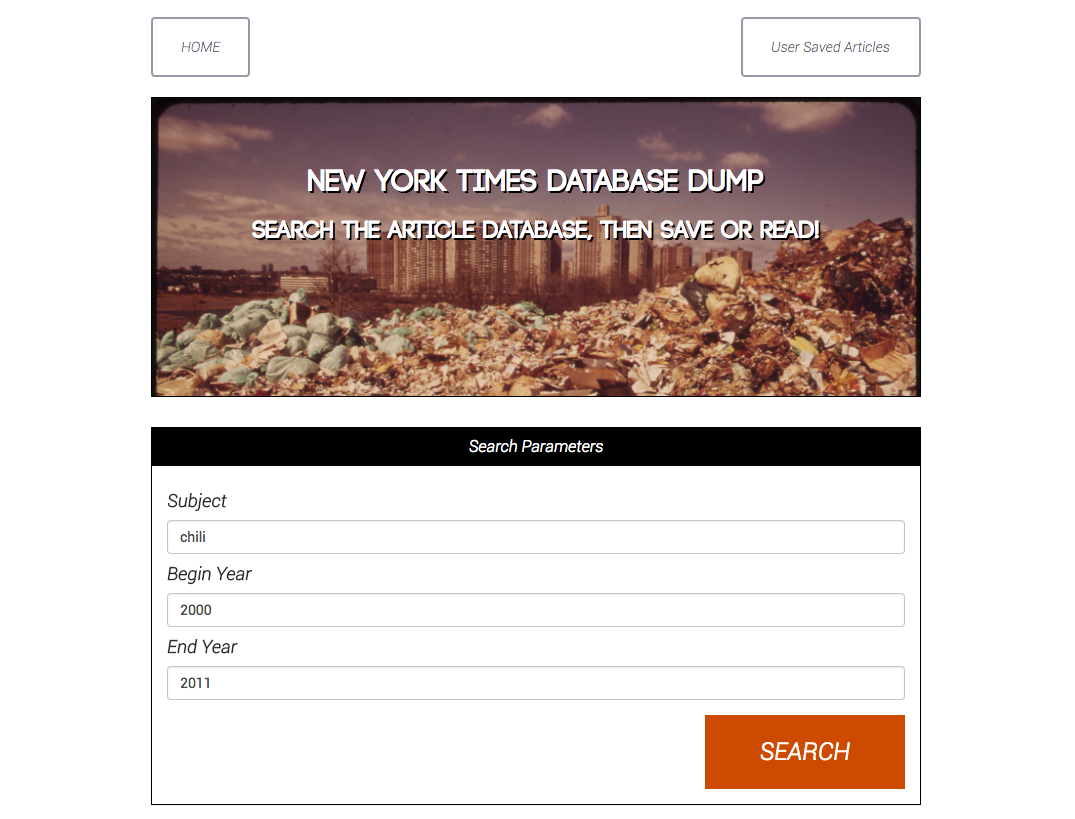 HOME
User Saved Articles
NEW YORK TIMES DATABASE DUMP
SEARCH THE ARTICLE DATABASE, THEN SAVE OR READ!
Search Parameters
Subject
chili
Begin Year
2000
End Year
2011
SEARCH